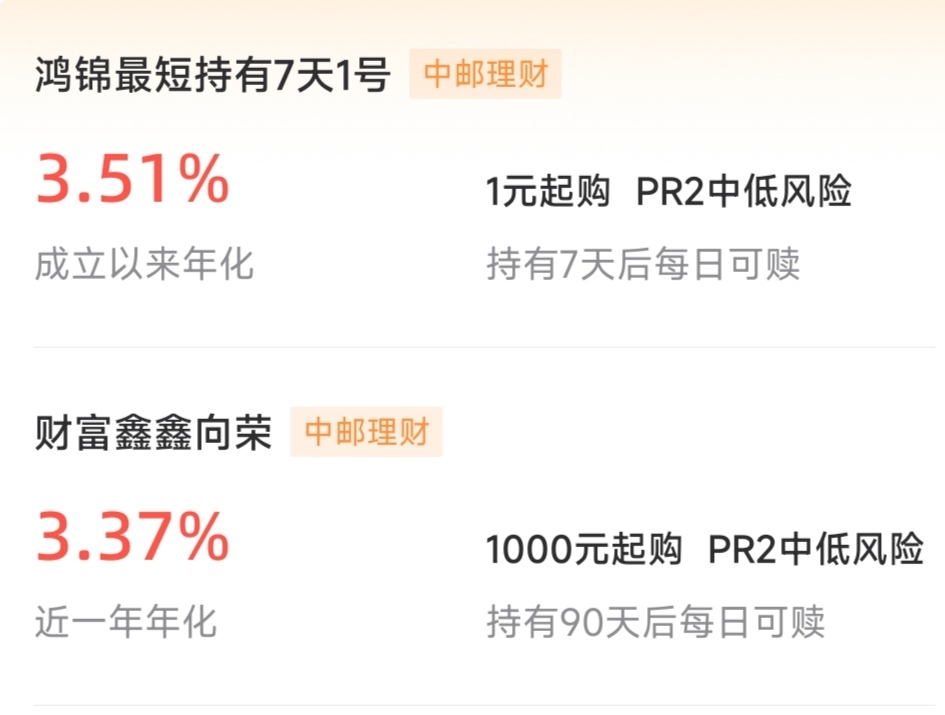 鸿锦最短持有7天1号 中邮理财
3.51% 1元起购 PR2中低风险
成立以来年化 持有7天后每日可赎
财富鑫鑫向荣 中邮理财
3.37% 1000元起购 PR2中低风险
近一年年化 持有90天后每日可赎